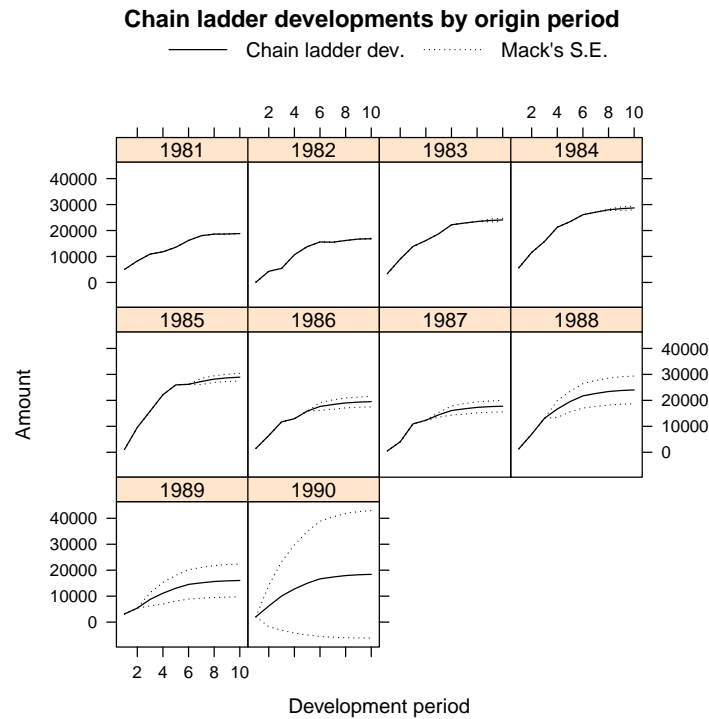 Chain ladder developments by origin period
Chain ladder dev. Mack's S.E.
2 4 6 8 10 2 4 6 8 10
1981 1982 1983 1984
40000
30000
20000
10000
0
1985 1986 1987 1988
40000
30000
20000
10000
0
Amount
1989 1990
40000
30000
20000
10000
0
2 4 6 8 10
Development period